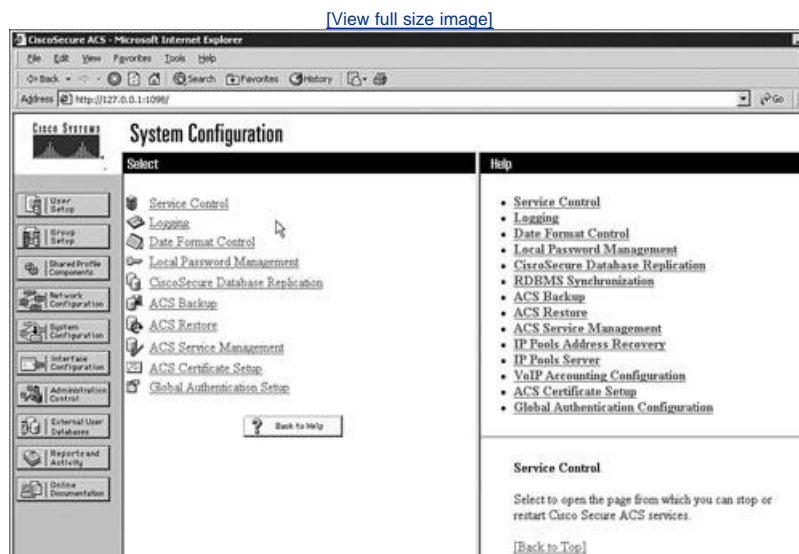 [View full size image]
CiscoSecure ACS - Microsoft Internet Explorer
File Edit View Favorites Tools Help
Back Search Favorites History
Address http://127.0.0.1:1098/ Go
CISCO SYSTEMS
System Configuration
Select
User Setup
Group Setup
Shared Profile Components
Network Configuration
System Configuration
Interface Configuration
Administration Control
External User Databases
Reports and Activity
Online Documentation
Service Control
Logging
Date Format Control
Local Password Management
CiscoSecure Database Replication
ACS Backup
ACS Restore
ACS Service Management
ACS Certificate Setup
Global Authentication Setup
? Back to Help
Help
• Service Control
• Logging
• Date Format Control
• Local Password Management
• CiscoSecure Database Replication
• RDBMS Synchronization
• ACS Backup
• ACS Restore
• ACS Service Management
• IP Pools Address Recovery
• IP Pools Server
• VoIP Accounting Configuration
• ACS Certificate Setup
• Global Authentication Configuration
Service Control
Select to open the page from which you can stop or
restart Cisco Secure ACS services.
[Back to Top]